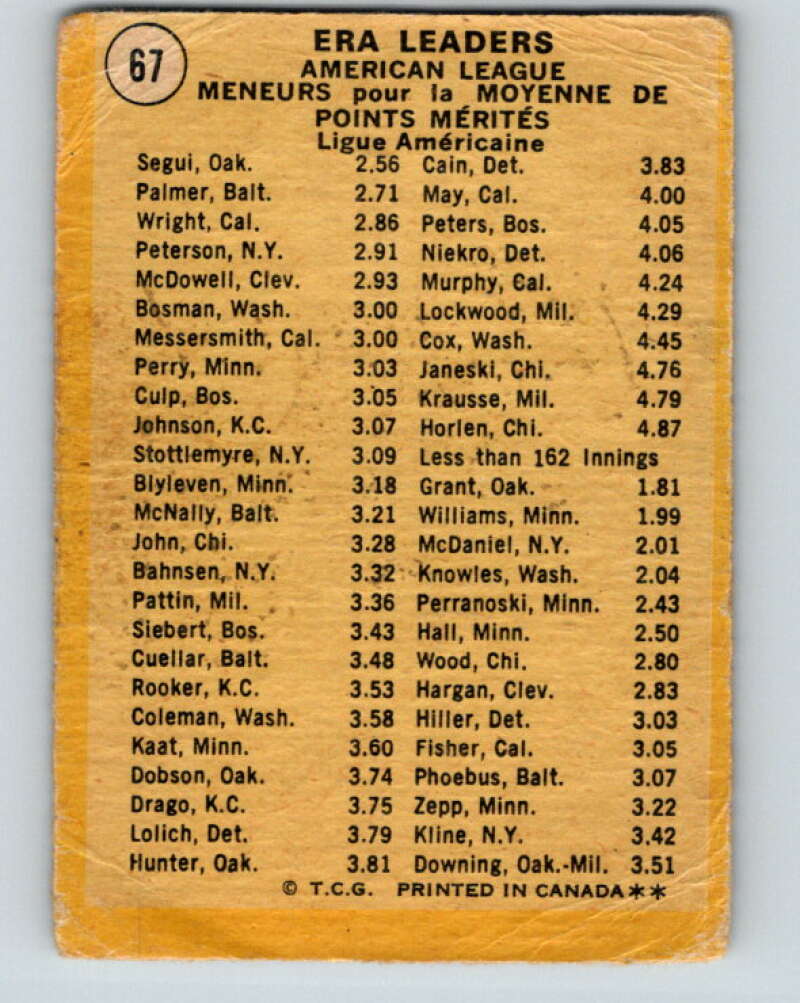 67
ERA LEADERS
AMERICAN LEAGUE
MENEURS pour la MOYENNE DE
POINTS MÉRITÉS
Ligue Américaine
Segui, Oak. 2.56 Cain, Det. 3.83
Palmer, Balt. 2.71 May, Cal. 4.00
Wright, Cal. 2.86 Peters, Bos. 4.05
Peterson, N.Y. 2.91 Niekro, Det. 4.06
McDowell, Clev. 2.93 Murphy, Cal. 4.24
Bosman, Wash. 3.00 Lockwood, Mil. 4.29
Messersmith, Cal. 3.00 Cox, Wash. 4.45
Perry, Minn. 3.03 Janeski, Chi. 4.76
Culp, Bos. 3.05 Krausse, Mil. 4.79
Johnson, K.C. 3.07 Horlen, Chi. 4.87
Stottlemyre, N.Y. 3.09 Less than 162 Innings
Blyleven, Minn. 3.18 Grant, Oak. 1.81
McNally, Balt. 3.21 Williams, Minn. 1.99
John, Chi. 3.28 McDaniel, N.Y. 2.01
Bahnsen, N.Y. 3.32 Knowles, Wash. 2.04
Pattin, Mil. 3.36 Perranoski, Minn. 2.43
Siebert, Bos. 3.43 Hall, Minn. 2.50
Cuellar, Balt. 3.48 Wood, Chi. 2.80
Rooker, K.C. 3.53 Hargan, Clev. 2.83
Coleman, Wash. 3.58 Hiller, Det. 3.03
Kaat, Minn. 3.60 Fisher, Cal. 3.05
Dobson, Oak. 3.74 Phoebus, Balt. 3.07
Drago, K.C. 3.75 Zepp, Minn. 3.22
Lolich, Det. 3.79 Kline, N.Y. 3.42
Hunter, Oak. 3.81 Downing, Oak.-Mil. 3.51
© T.C.G. PRINTED IN CANADA**